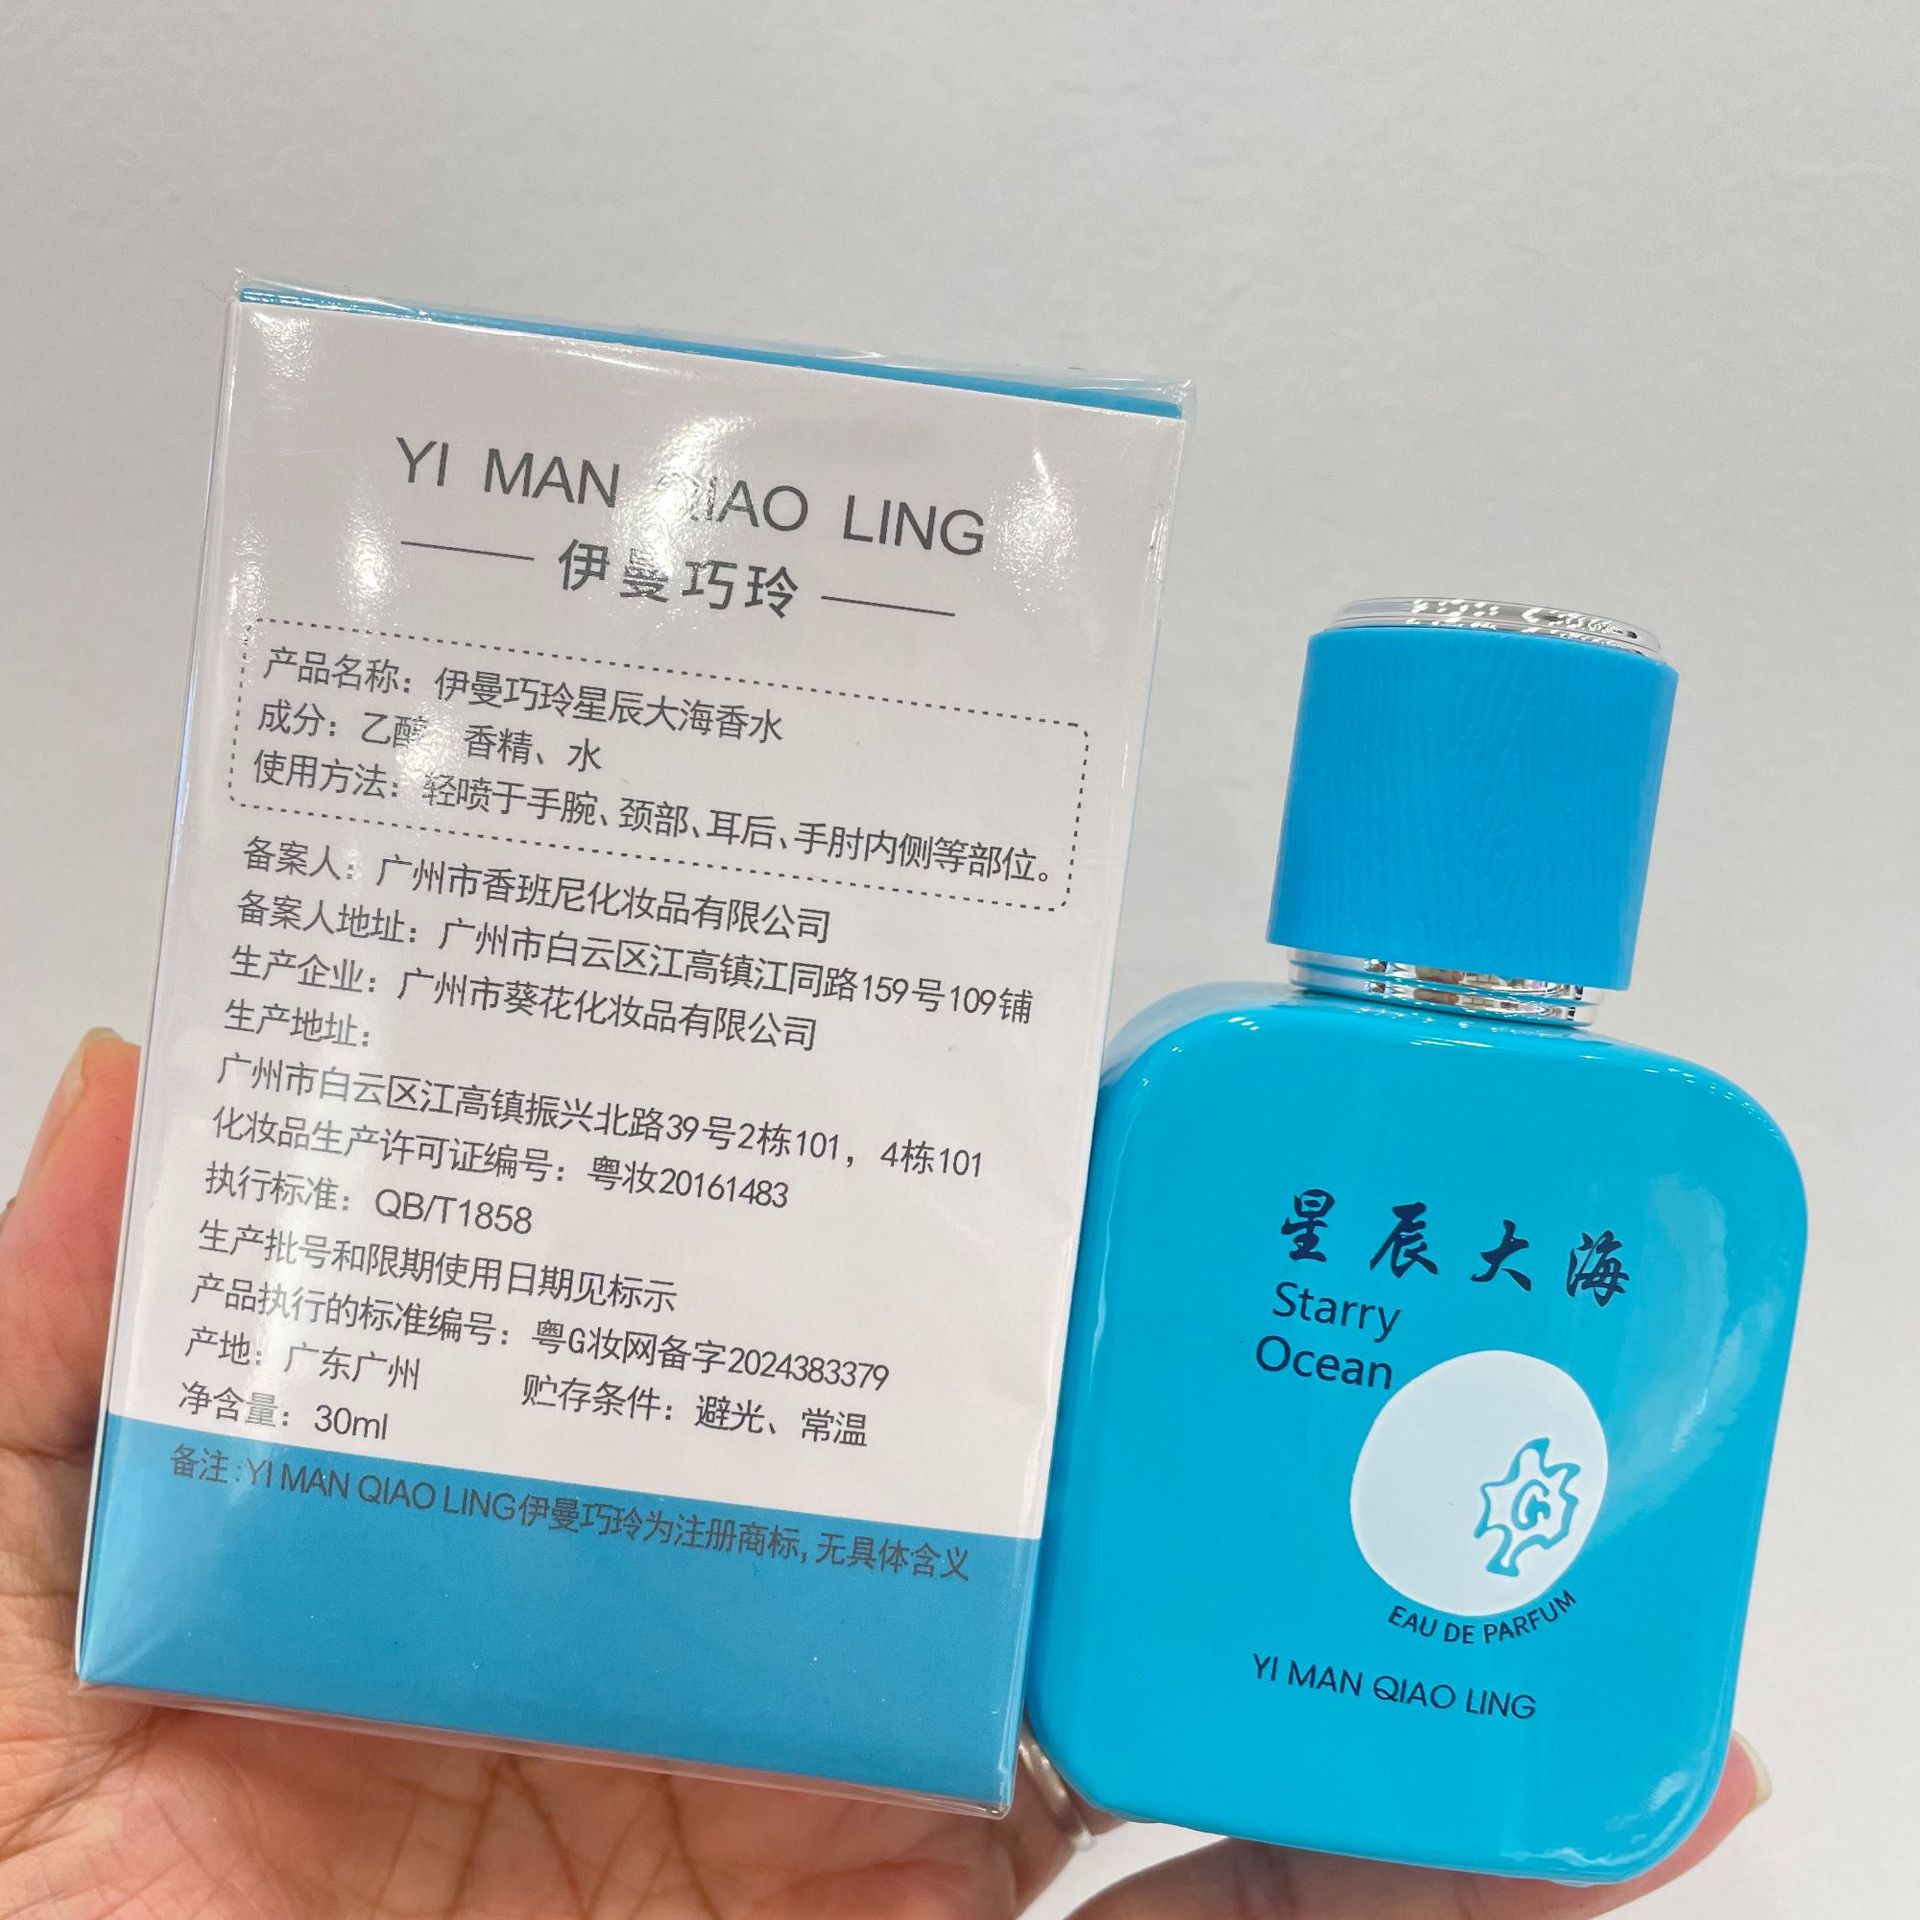 YI MAN QIAO LING
伊曼巧玲
产品名称：伊曼巧玲星辰大海香水
成分：乙醇、香精、水
使用方法：轻喷于手腕、颈部、耳后、手肘内侧等部位。
备案人：广州市香班尼化妆品有限公司
备案人地址：广州市白云区江高镇江同路159号109铺
生产企业：广州市葵花化妆品有限公司
生产地址：
广州市白云区江高镇振兴北路39号2栋101，4栋101
化妆品生产许可证编号：粤妆20161483
执行标准：QB/T1858
生产批号和限期使用日期见标示
产品执行的标准编号：粤G妆网备字2024383379
产地：广东广州 贮存条件：避光、常温
净含量：30ml
备注:YI MAN QIAO LING伊曼巧玲为注册商标,无具体含义
星辰大海
Starry
Ocean
EAU DE PARFUM
YI MAN QIAO LING